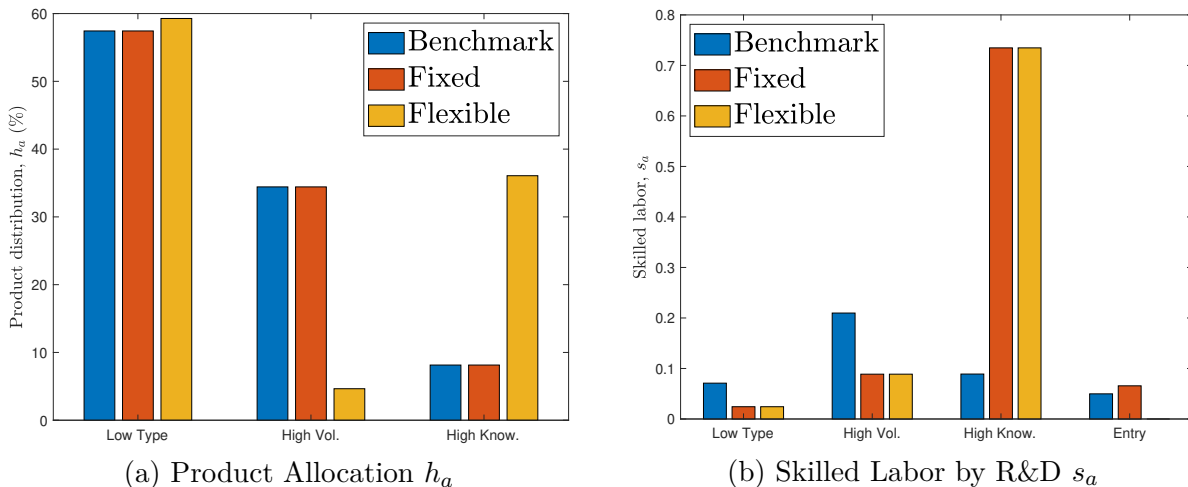 60
50
40
30
20
10
0
Product distribution, h_a (%)
Benchmark
Fixed
Flexible
Low Type
High Vol.
High Know.
(a) Product Allocation h_a
0.8
0.7
0.6
0.5
0.4
0.3
0.2
0.1
0
Skilled labor, s_a
Benchmark
Fixed
Flexible
Low Type
High Vol.
High Know.
Entry
(b) Skilled Labor by R&D s_a